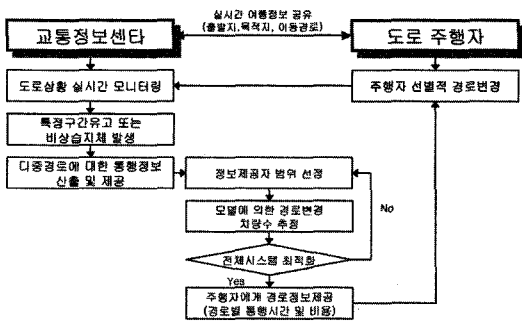 실시간 여행정보 공유
(출발지,목적지, 이동경로)
교통정보센타
도로 주행자
도로상황 실시간 모니터링
주행자 선별적 경로변경
특정구간유고 또는
비상습지체 발생
다중경로에 대한 통행정보
산출 및 제공
정보제공자 범위 선정
모델에 의한 경로변경
차량수 추정
No
전체시스템 최적화
Yes
주행자에게 경로정보제공
(경로별 통행시간 및 비용)